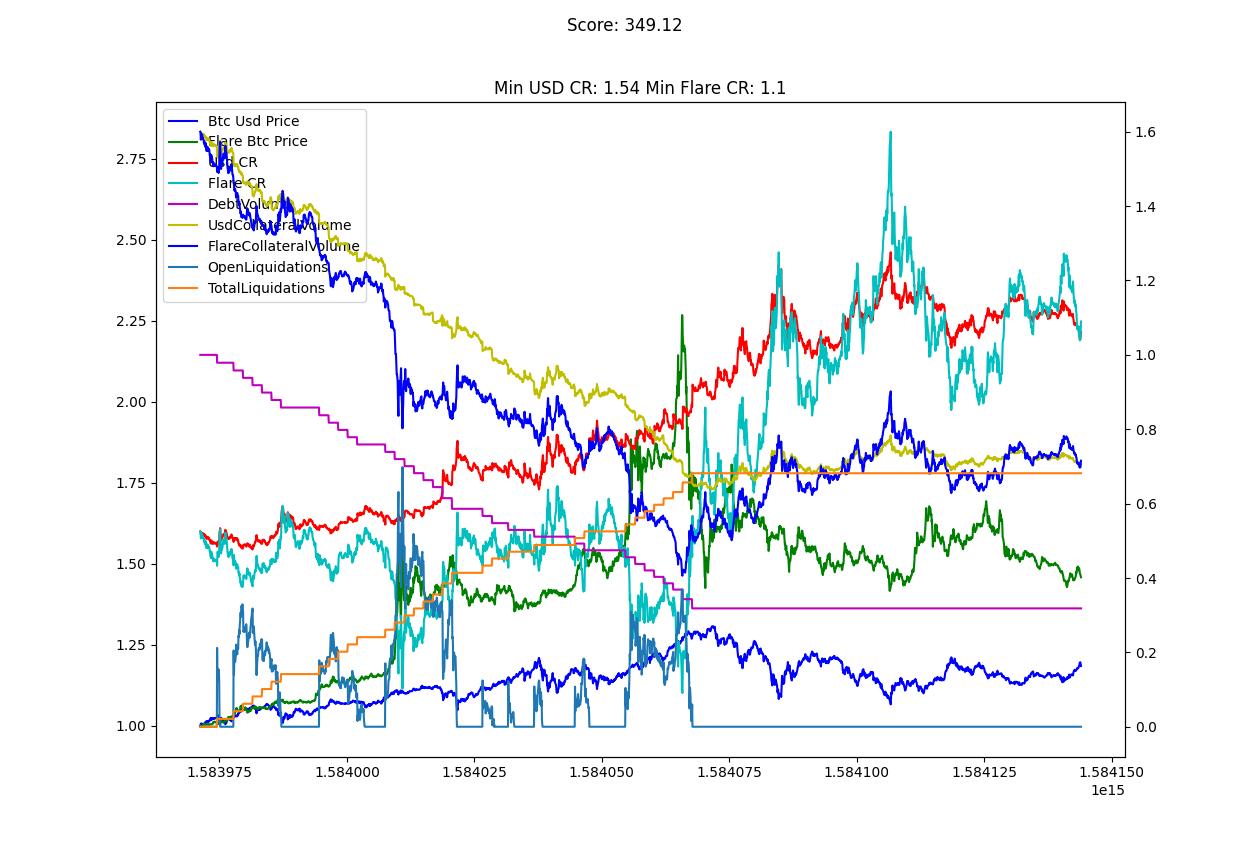 Score: 349.12
Min USD CR: 1.54 Min Flare CR: 1.1
Btc Usd Price
Flare Btc Price
Usd CR
Flare CR
DebtVolume
UsdCollateralVolume
FlareCollateralVolume
OpenLiquidations
TotalLiquidations
2.75
2.50
2.25
2.00
1.75
1.50
1.25
1.00
1.6
1.4
1.2
1.0
0.8
0.6
0.4
0.2
0.0
1.583975
1.584000
1.584025
1.584050
1.584075
1.584100
1.584125
1.584150
1e15